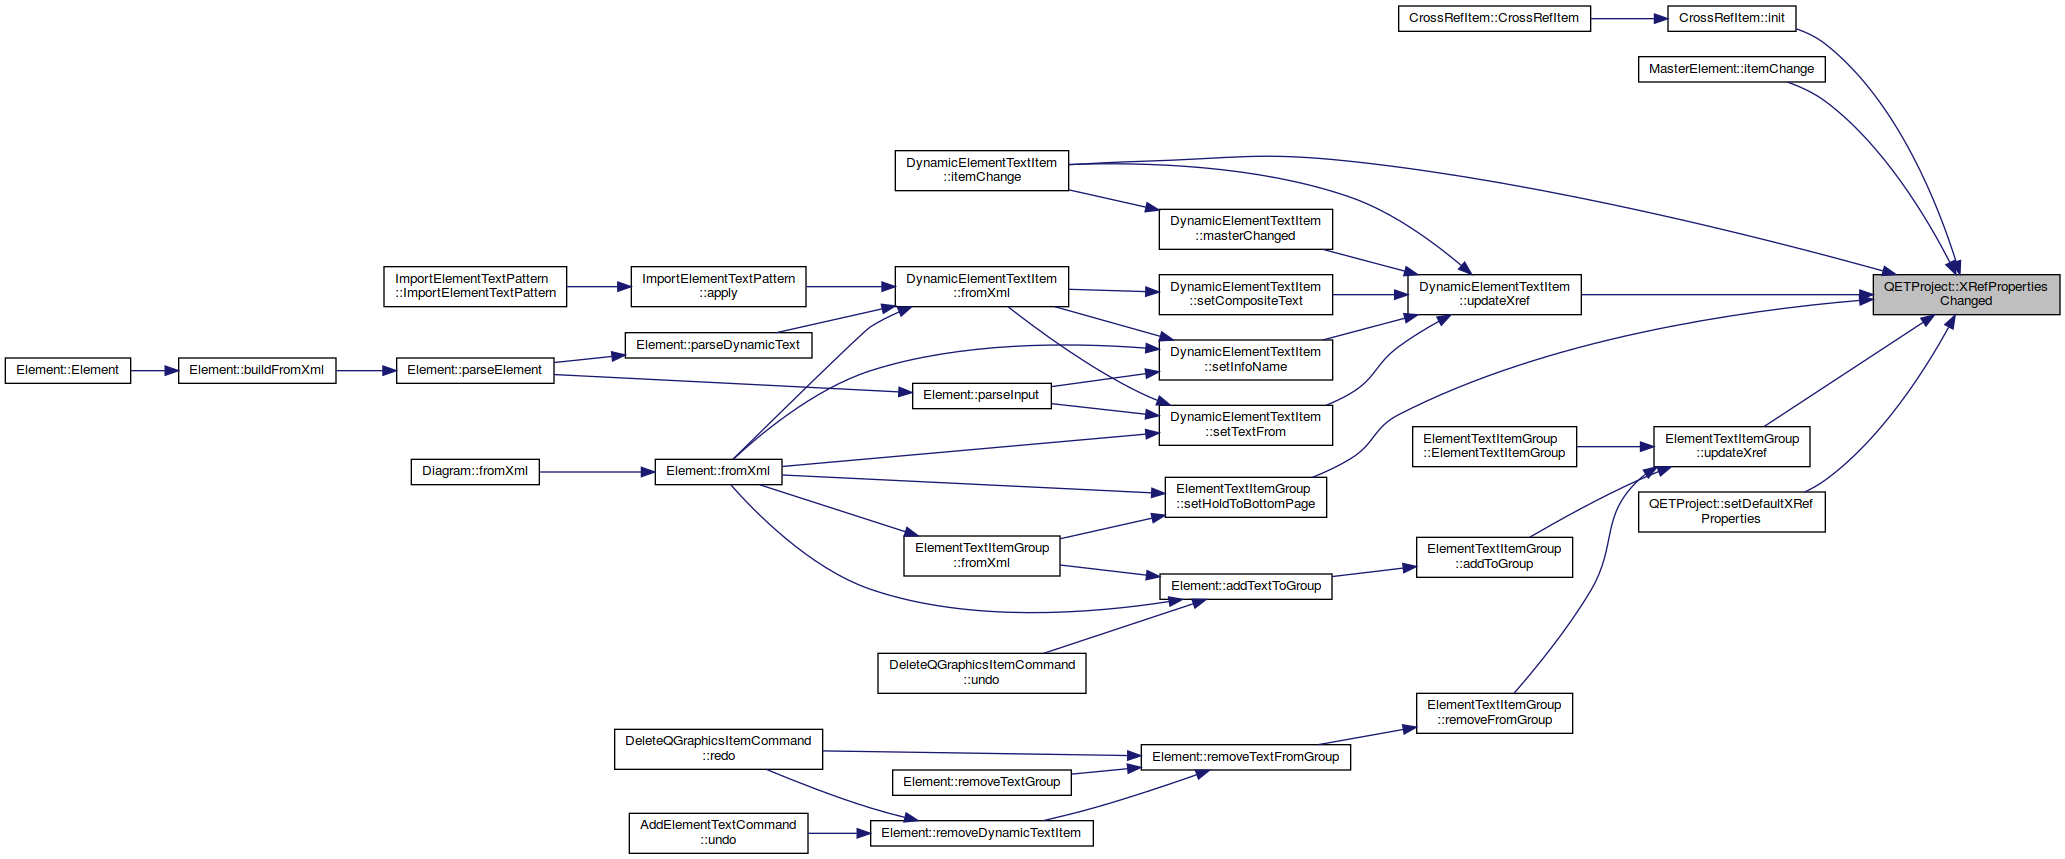 CrossRefItem::CrossRefItem
CrossRefItem::init
MasterElement::itemChange
DynamicElementTextItem
::itemChange
DynamicElementTextItem
::masterChanged
ImportElementTextPattern
::ImportElementTextPattern
ImportElementTextPattern
::apply
DynamicElementTextItem
::fromXml
DynamicElementTextItem
::setCompositeText
DynamicElementTextItem
::updateXref
QETProject::XRefProperties
Changed
Element::parseDynamicText
DynamicElementTextItem
::setInfoName
Element::Element
Element::buildFromXml
Element::parseElement
Element::parseInput
DynamicElementTextItem
::setTextFrom
ElementTextItemGroup
::ElementTextItemGroup
ElementTextItemGroup
::updateXref
Diagram::fromXml
Element::fromXml
ElementTextItemGroup
::setHoldToBottomPage
QETProject::setDefaultXRef
Properties
ElementTextItemGroup
::fromXml
ElementTextItemGroup
::addToGroup
Element::addTextToGroup
DeleteQGraphicsItemCommand
::undo
ElementTextItemGroup
::removeFromGroup
DeleteQGraphicsItemCommand
::redo
Element::removeTextFromGroup
Element::removeTextGroup
AddElementTextCommand
::undo
Element::removeDynamicTextItem